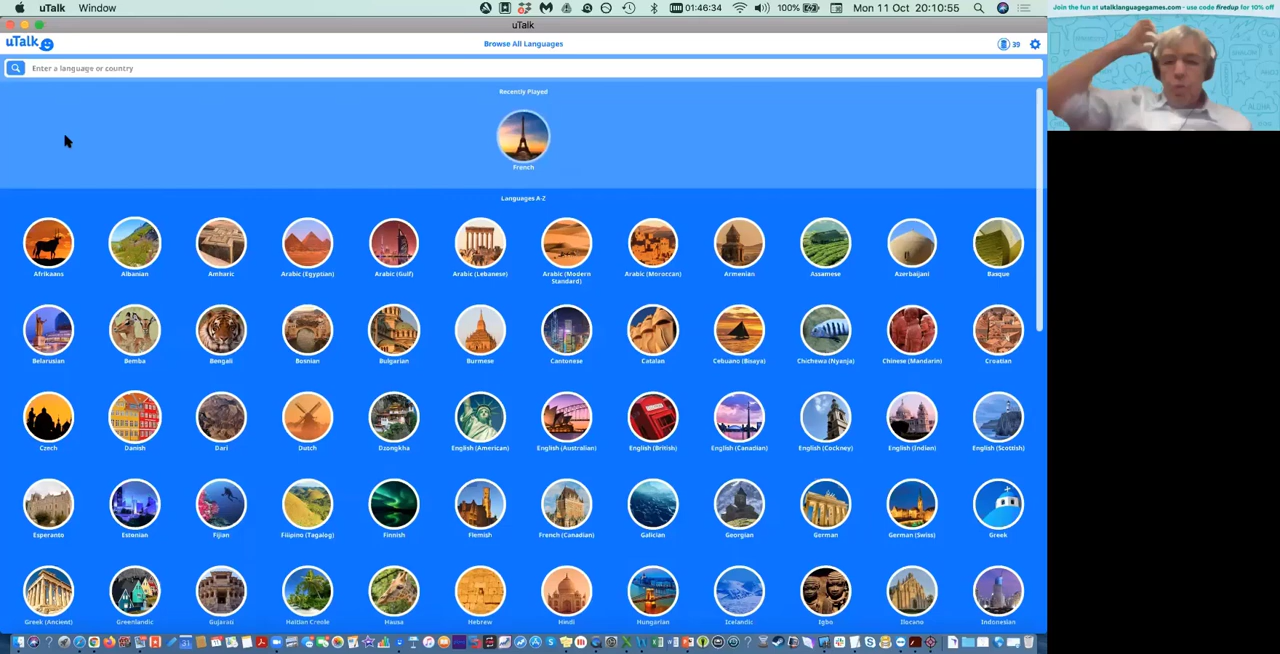 uTalk Window 01:46:34 100% Mon 11 Oct 20:10:55
uTalk
Join the fun at utalklanguagegames.com - use code firedup for 10% off
uTalk Browse All Languages 39
Enter a language or country
Recently Played
French
Languages A-Z
Afrikaans Albanian Amharic Arabic (Egyptian) Arabic (Gulf) Arabic (Lebanese) Arabic (Modern Standard) Arabic (Moroccan) Armenian Assamese Azerbaijani Basque
Belarusian Bemba Bengali Bosnian Bulgarian Burmese Cantonese Catalan Cebuano (Bisaya) Chichewa (Nyanja) Chinese (Mandarin) Croatian
Czech Danish Dari Dutch Dzongkha English (American) English (Australian) English (British) English (Canadian) English (Cockney) English (Indian) English (Scottish)
Esperanto Estonian Fijian Filipino (Tagalog) Finnish Flemish French (Canadian) Galician Georgian German German (Swiss) Greek
Greek (Ancient) Greenlandic Gujarati Haitian Creole Hausa Hebrew Hindi Hungarian Icelandic Igbo Ilocano Indonesian